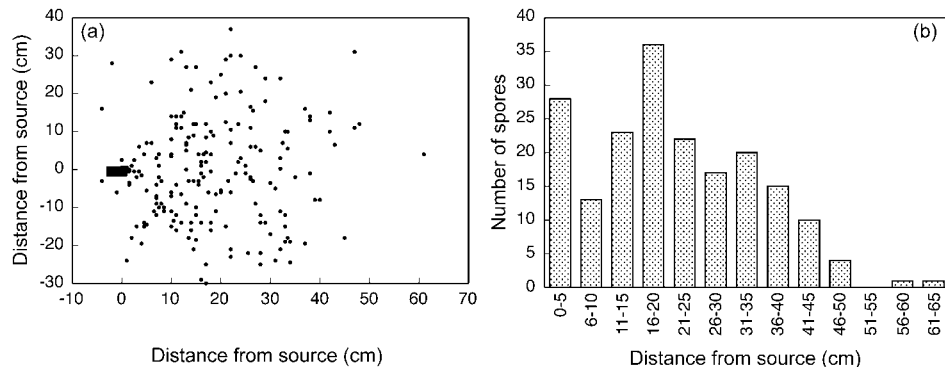 (a)
Distance from source (cm)
40
30
20
10
0
-10
-20
-30
-10 0 10 20 30 40 50 60 70
Distance from source (cm)
(b)
Number of spores
40
35
30
25
20
15
10
5
0
0-5 6-10 11-15 16-20 21-25 26-30 31-35 36-40 41-45 46-50 51-55 56-60 61-65
Distance from source (cm)